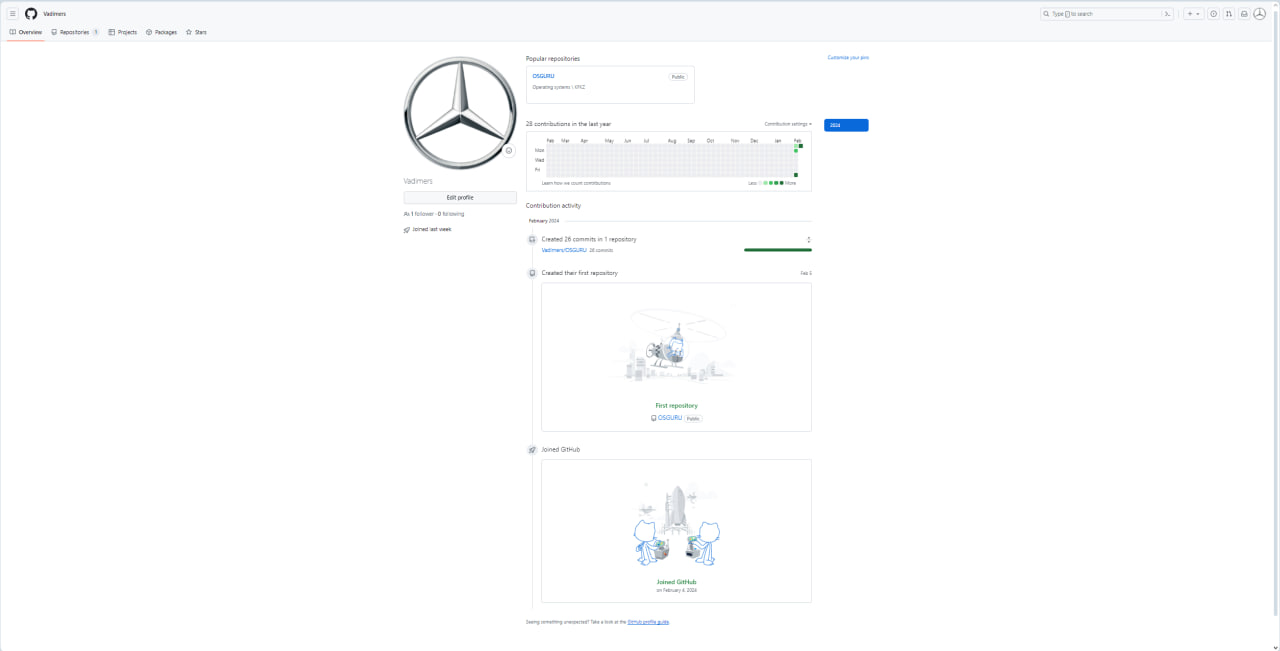 Vadimers
Type / to search
Overview
Repositories 1
Projects
Packages
Stars
Vadimers
Edit profile
1 follower · 0 following
Joined last week
Popular repositories
Customize your pins
OSGURU
Public
28 contributions in the last year
Contribution settings
2024
Feb Mar Apr May Jun Jul Aug Sep Oct Nov Dec Jan Feb
Mon
Wed
Fri
Learn how we count contributions
Less More
Contribution activity
February 2024
Created 26 commits in 1 repository
Vadimers/OSGURU 26 commits
Created their first repository
Feb 5
First repository
OSGURU Public
Joined GitHub
Joined GitHub
on February 4, 2024
Seeing something unexpected? Take a look at the GitHub profile guide.